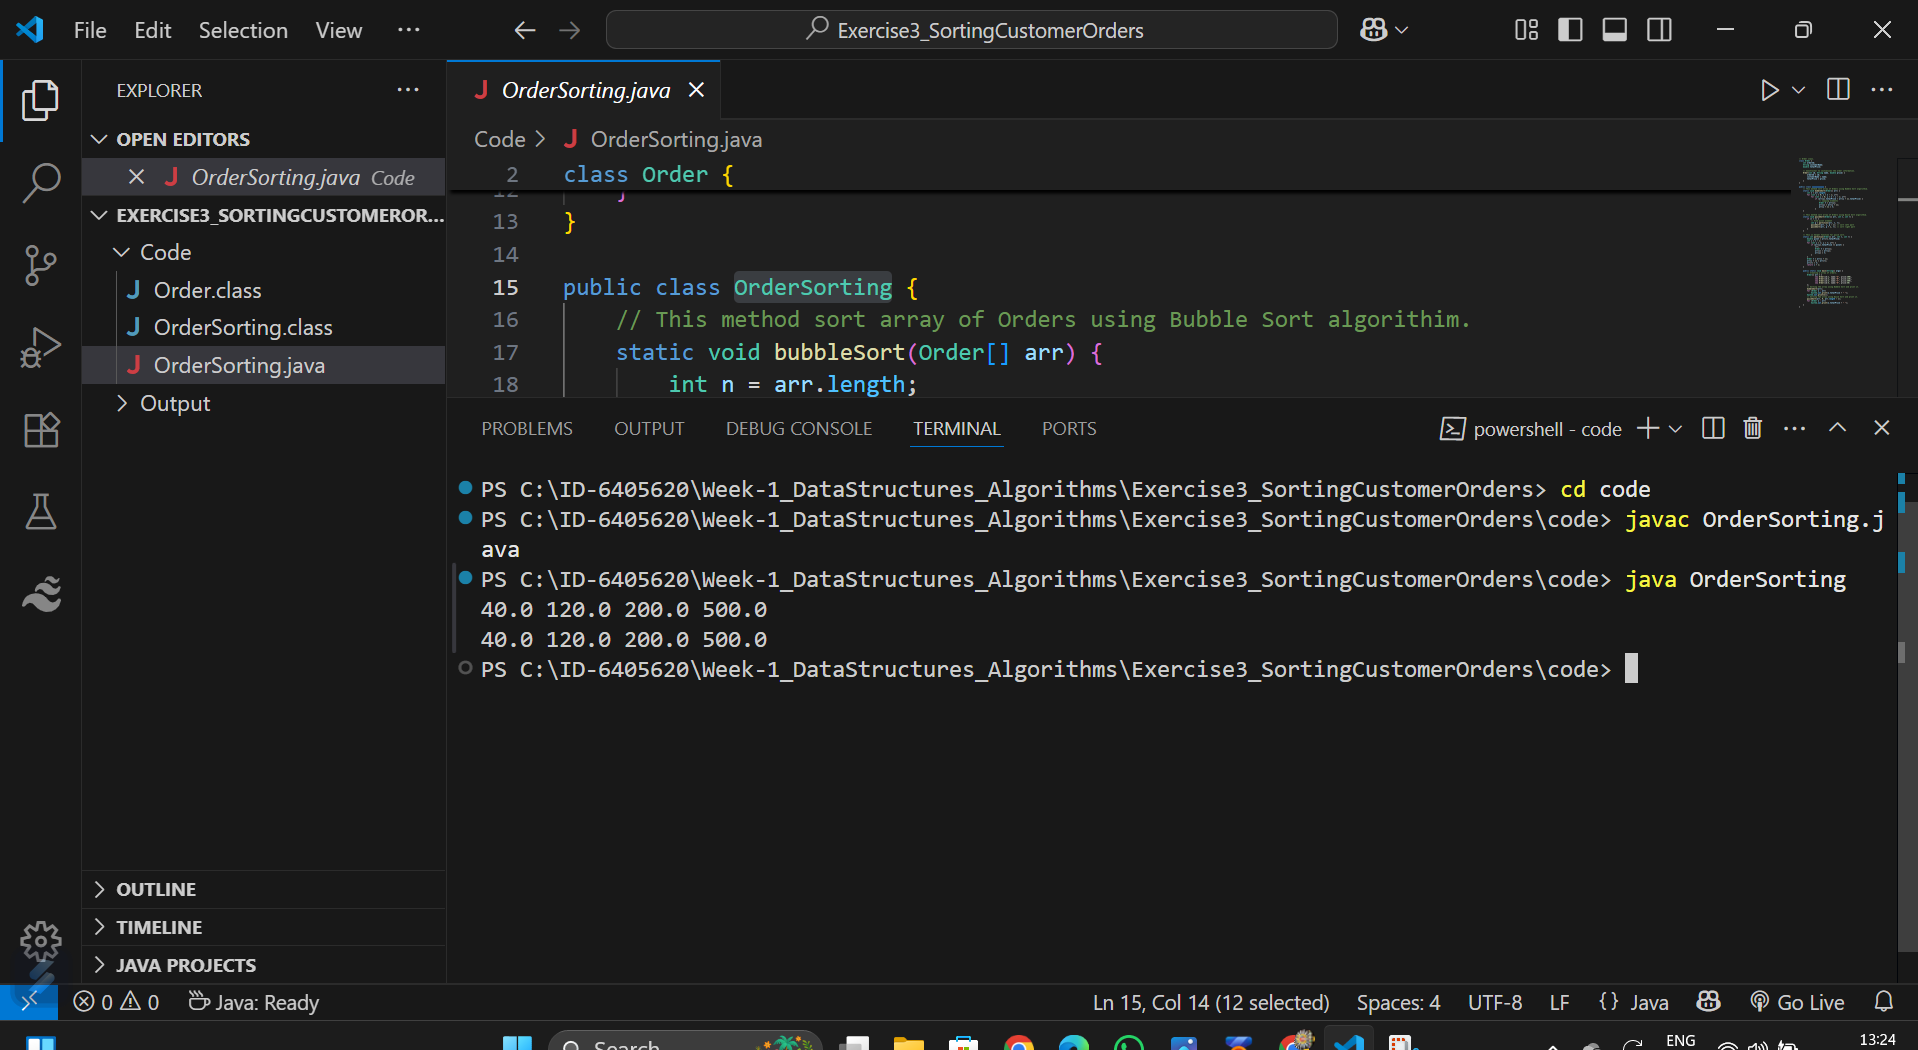 File Edit Selection View ···
Exercise3_SortingCustomerOrders
EXPLORER ···
OPEN EDITORS
OrderSorting.java Code
EXERCISE3_SORTINGCUSTOMEROR...
Code
Order.class
OrderSorting.class
OrderSorting.java
Output
OUTLINE
TIMELINE
JAVA PROJECTS
J OrderSorting.java
Code > J OrderSorting.java
2 class Order {
12 }
13 }
14
15 public class OrderSorting {
16 // This method sort array of Orders using Bubble Sort algorithim.
17 static void bubbleSort(Order[] arr) {
18 int n = arr.length;
PROBLEMS OUTPUT DEBUG CONSOLE TERMINAL PORTS
powershell - code
PS C:\ID-6405620\Week-1_DataStructures_Algorithms\Exercise3_SortingCustomerOrders> cd code
PS C:\ID-6405620\Week-1_DataStructures_Algorithms\Exercise3_SortingCustomerOrders\code> javac OrderSorting.j
ava
PS C:\ID-6405620\Week-1_DataStructures_Algorithms\Exercise3_SortingCustomerOrders\code> java OrderSorting
40.0 120.0 200.0 500.0
40.0 120.0 200.0 500.0
PS C:\ID-6405620\Week-1_DataStructures_Algorithms\Exercise3_SortingCustomerOrders\code>
0 0 Java: Ready
Ln 15, Col 14 (12 selected) Spaces: 4 UTF-8 LF {} Java Go Live
Search
ENG
13:24